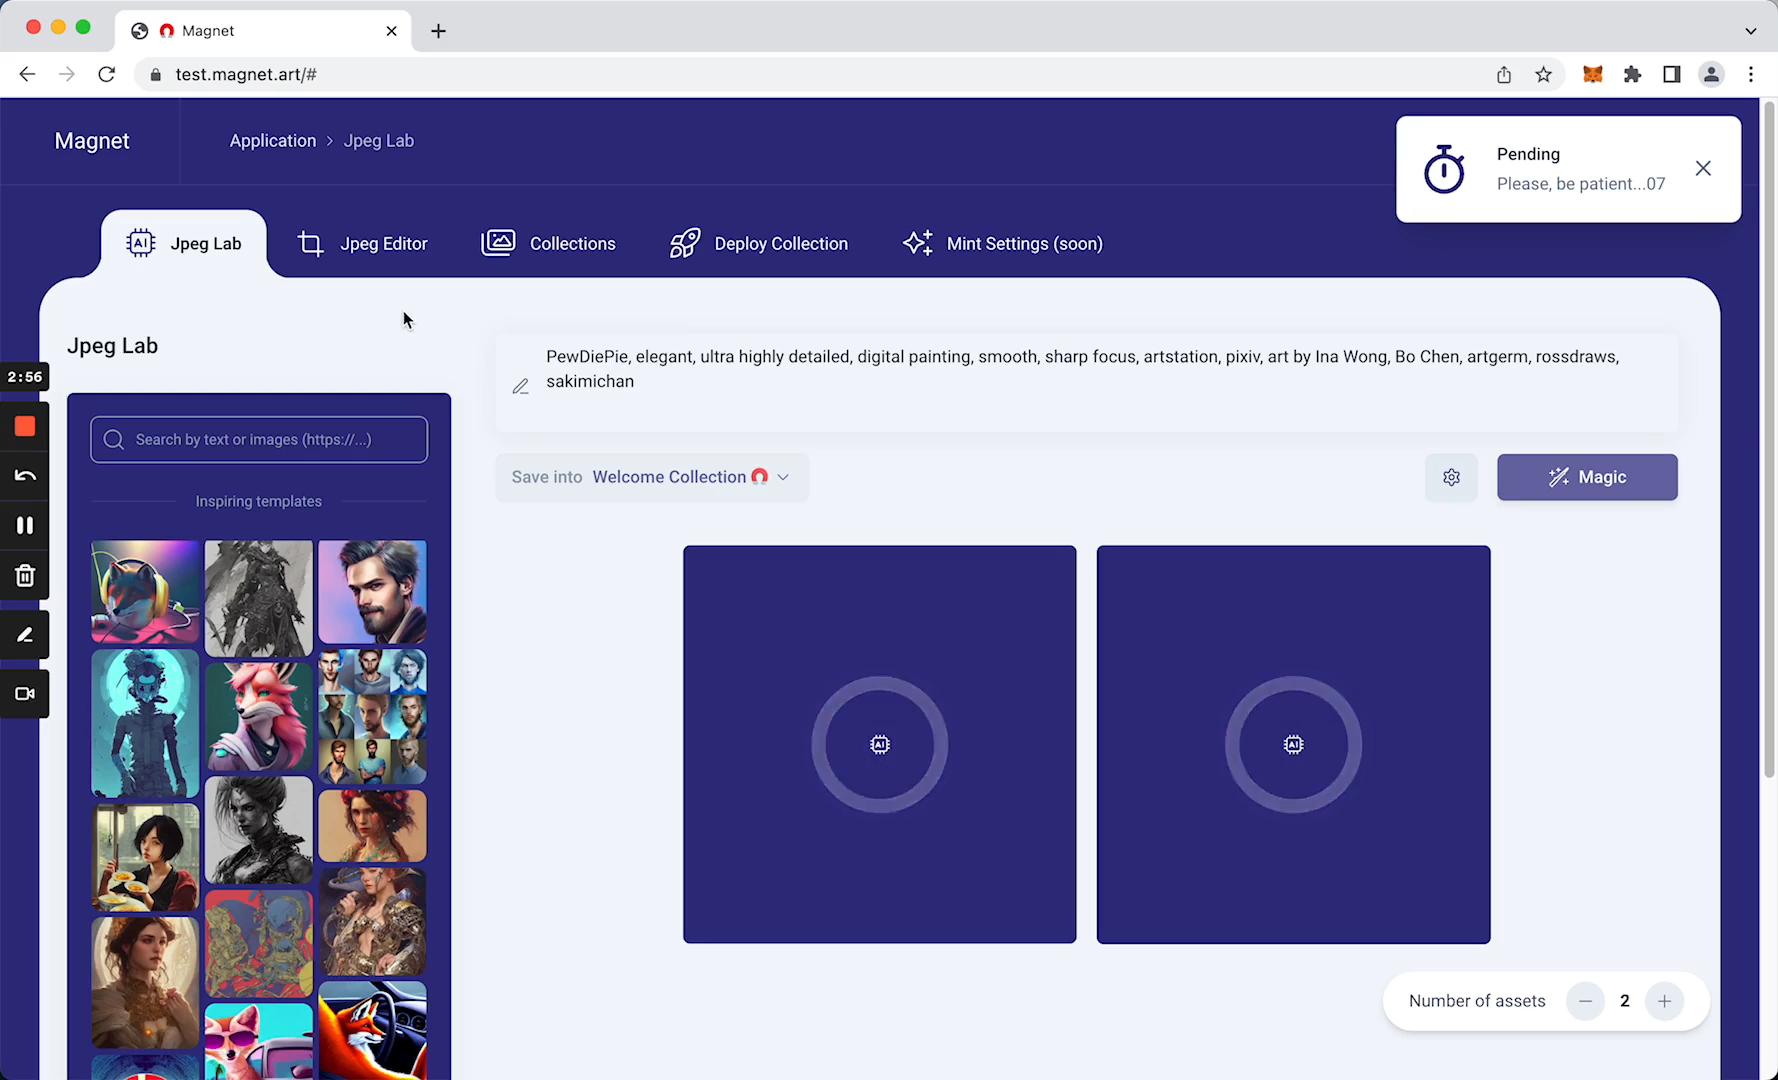 Magnet
test.magnet.art/#
Magnet
Application > Jpeg Lab
Pending
Please, be patient...07
AI Jpeg Lab
Jpeg Editor
Collections
Deploy Collection
Mint Settings (soon)
Jpeg Lab
PewDiePie, elegant, ultra highly detailed, digital painting, smooth, sharp focus, artstation, pixiv, art by Ina Wong, Bo Chen, artgerm, rossdraws,
sakimichan
2:56
Search by text or images (https://...)
Save into Welcome Collection
Magic
Inspiring templates
AI
AI
Number of assets 2